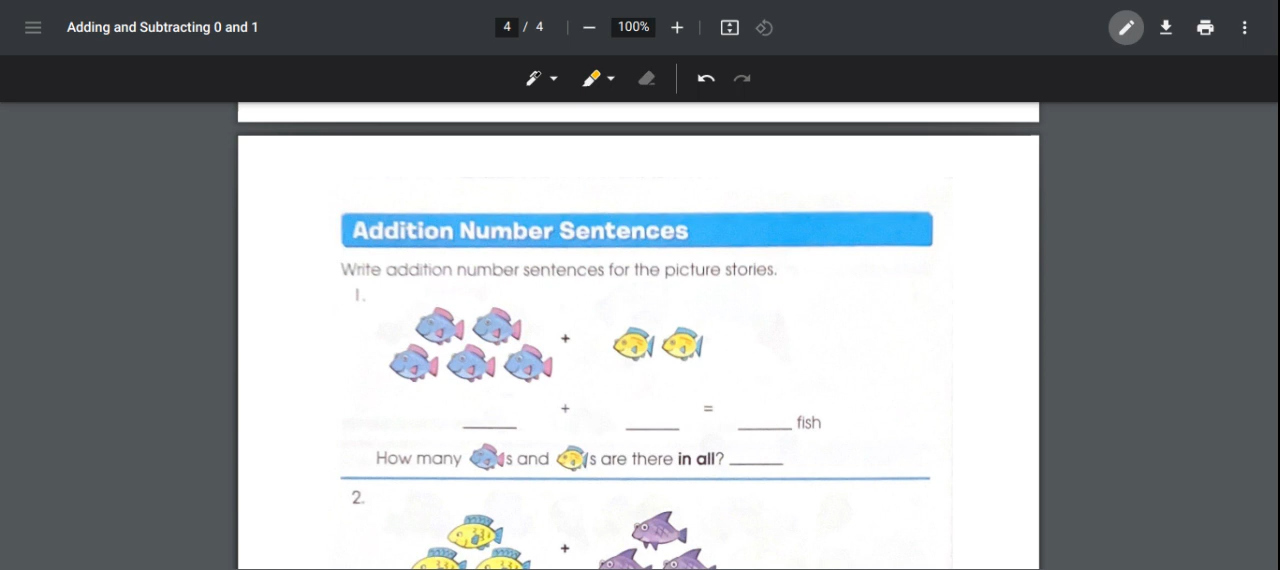 Adding and Subtracting 0 and 1
4 / 4
100%
Addition Number Sentences
Write addition number sentences for the picture stories.
1.
+
+ = fish
How many s and s are there in all?
2.
+